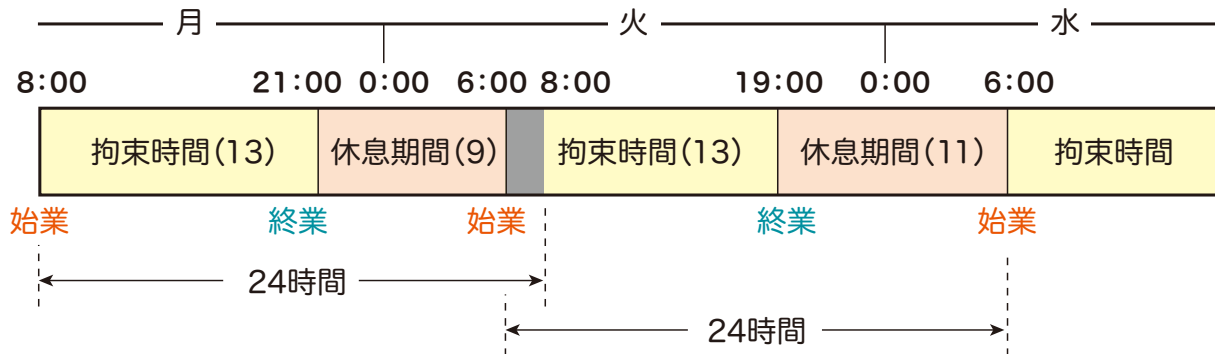 月 火 水
8：00 21：00 0：00 6：00 8：00 19：00 0：00 6：00
拘束時間（13） 休息期間（9） 拘束時間（13） 休息期間（11） 拘束時間
始業 終業 始業 終業 始業
24時間
24時間